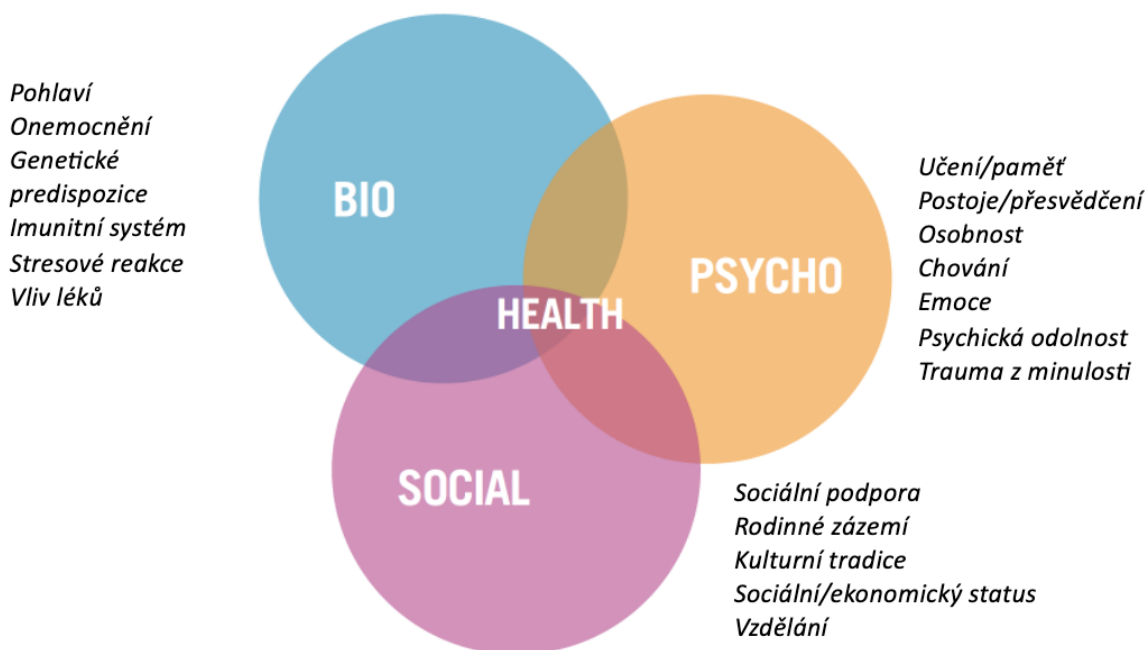 Pohlaví
Onemocnění
Genetické
predispozice
Imunitní systém
Stresové reakce
Vliv léků
BIO
PSYCHO
HEALTH
SOCIAL
Učení/paměť
Postoje/přesvědčení
Osobnost
Chování
Emoce
Psychická odolnost
Trauma z minulosti
Sociální podpora
Rodinné zázemí
Kulturní tradice
Sociální/ekonomický status
Vzdělání